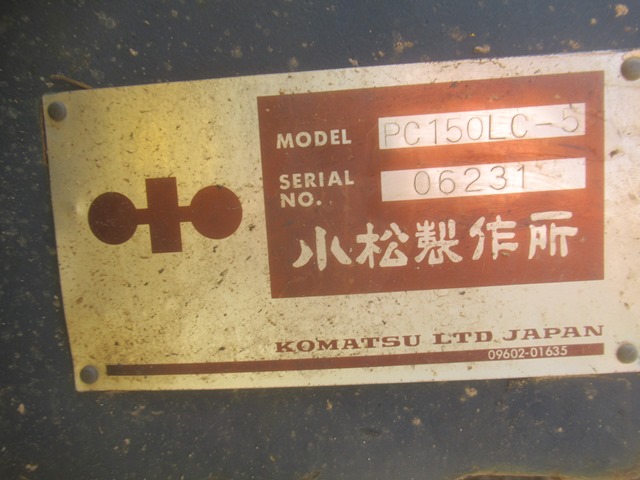 MODEL PC150LC-5
SERIAL NO. 06231
小松製作所
KOMATSU LTD JAPAN
09602-01635